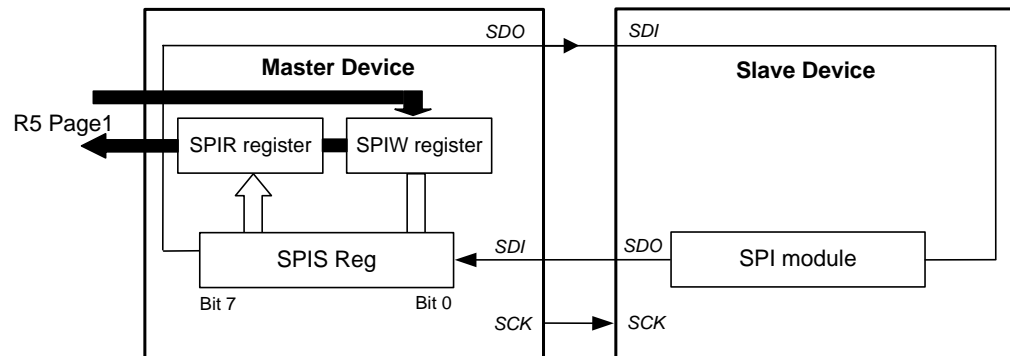 SDO
SDI
Master Device
Slave Device
R5 Page1
SPIR register
SPIW register
SPIS Reg
SDI
SDO
SPI module
Bit 7
Bit 0
SCK
SCK